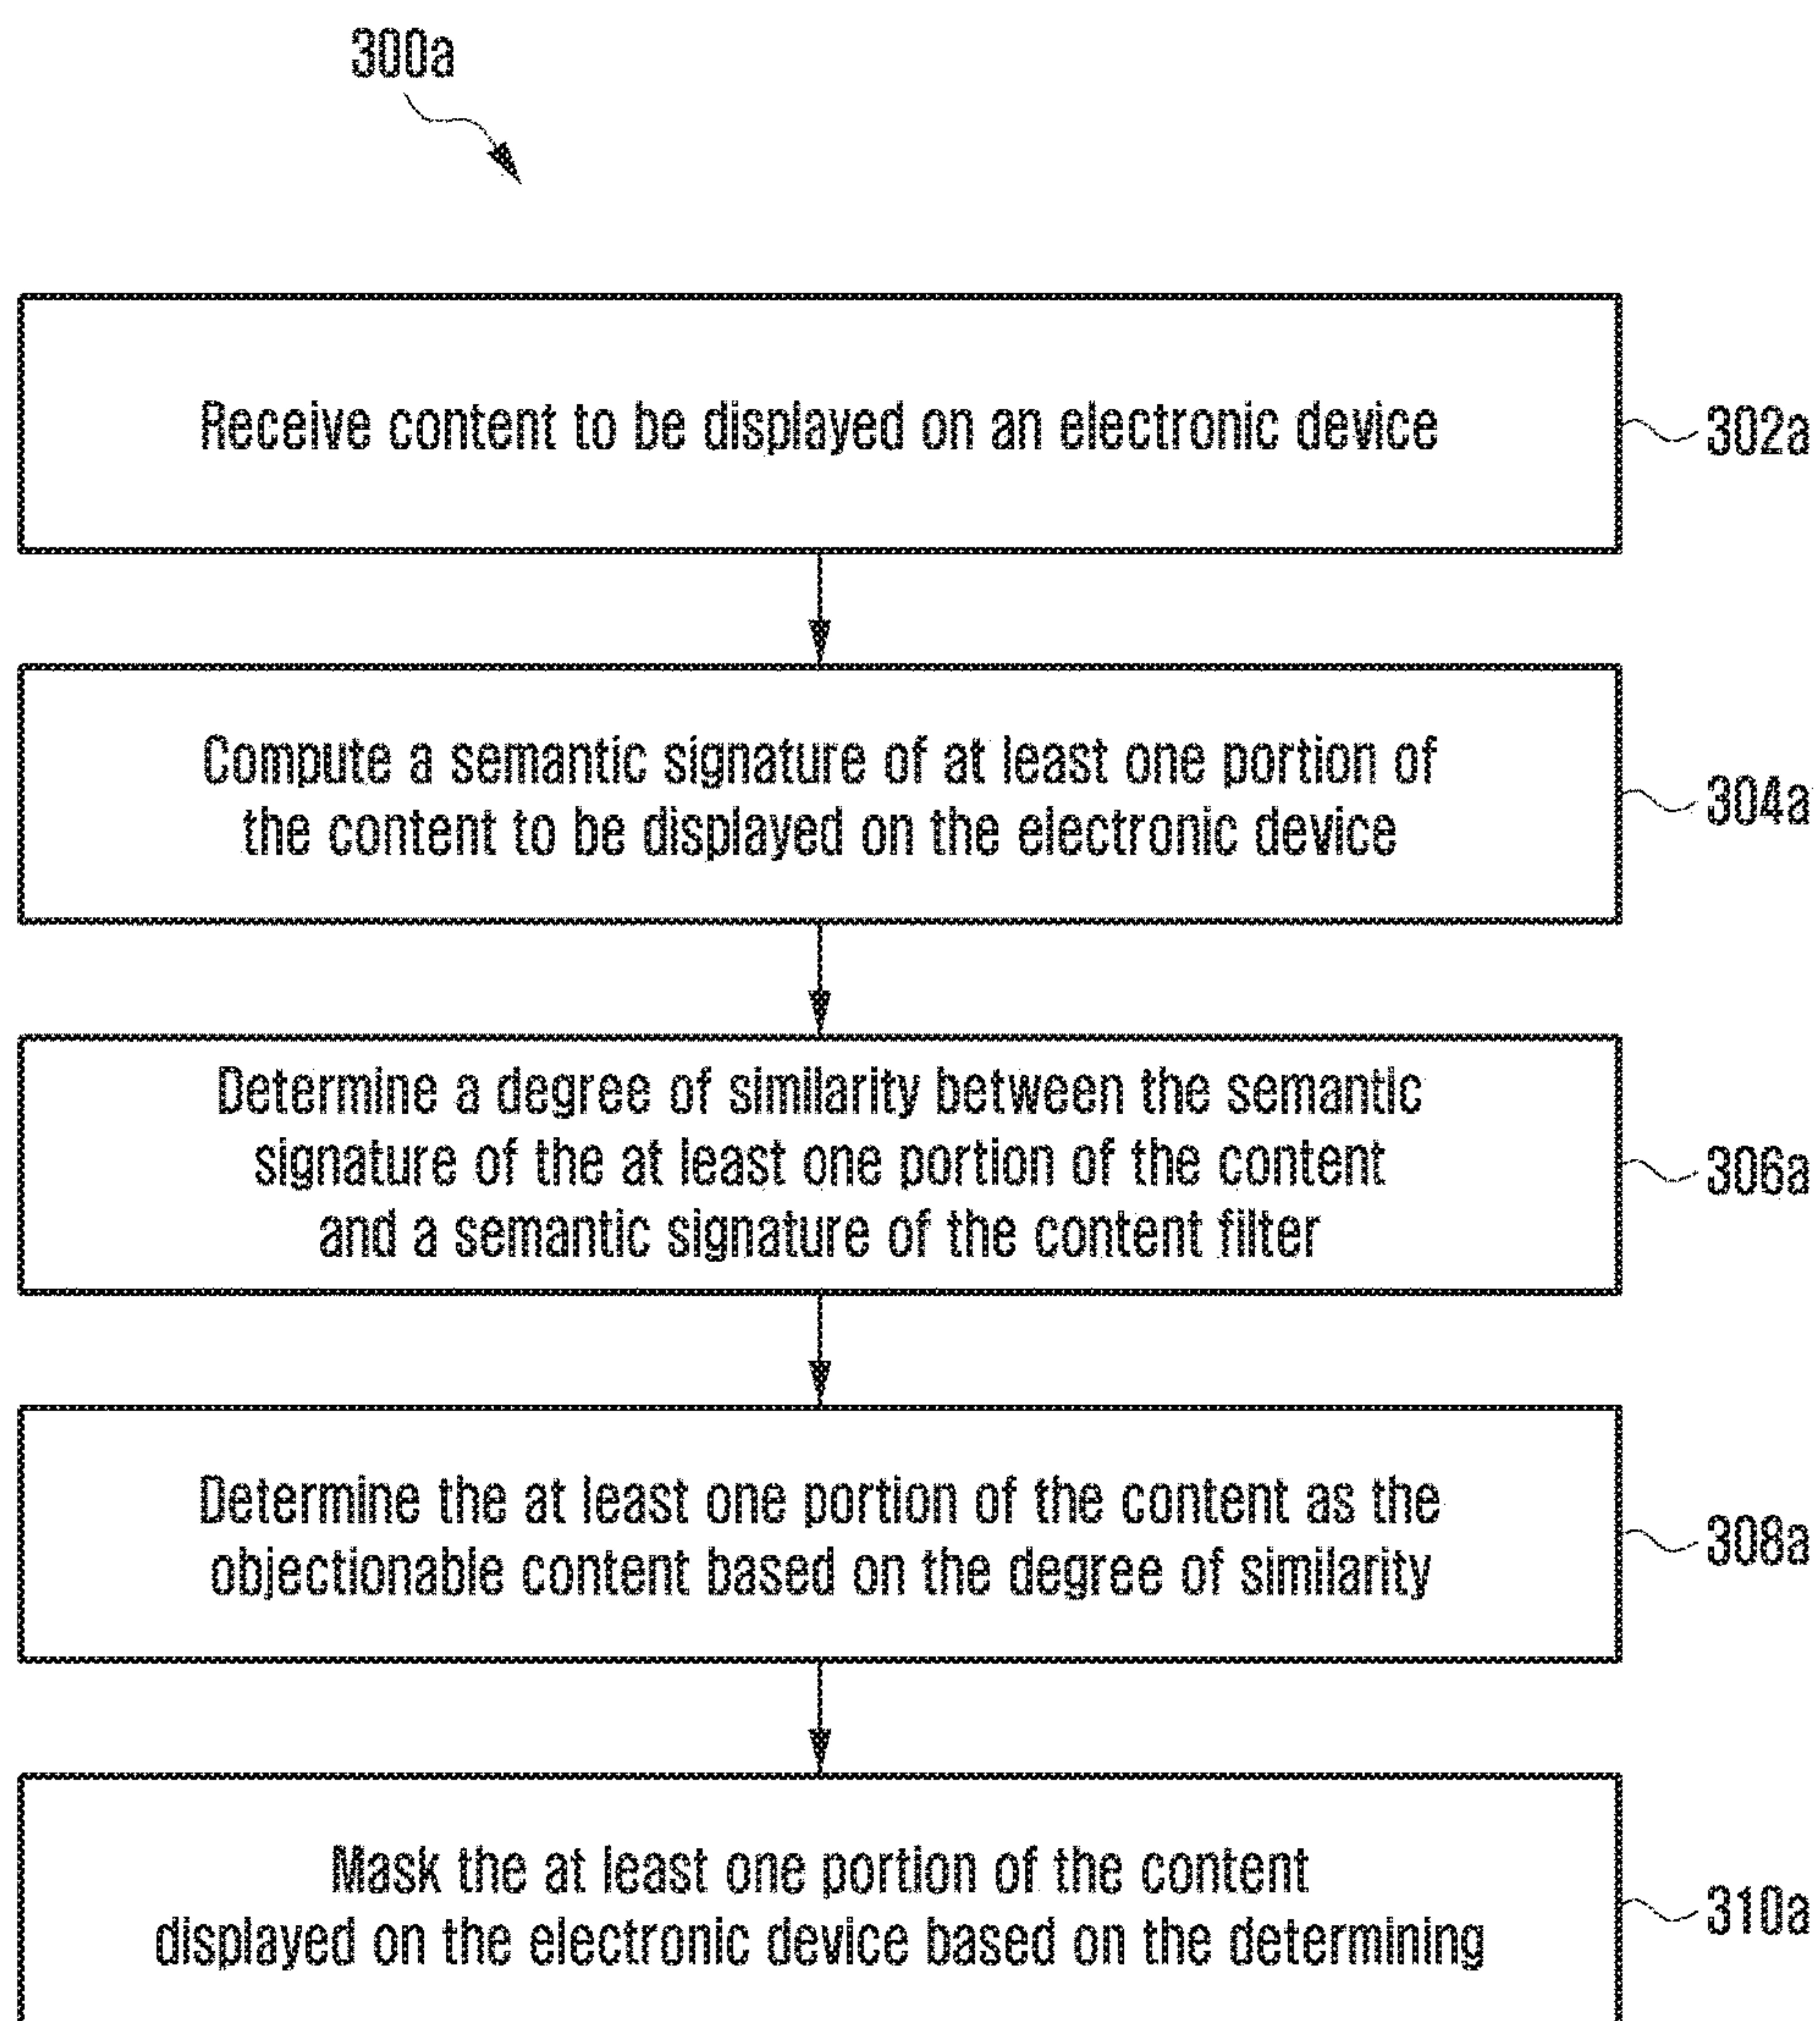 300a
Receive content to be displayed on an electronic device
302a
Compute a semantic signature of at least one portion of
the content to be displayed on the electronic device
304a
Determine a degree of similarity between the semantic
signature of the at least one portion of the content
and a semantic signature of the content filter
306a
Determine the at least one portion of the content as the
objectionable content based on the degree of similarity
308a
Mask the at least one portion of the content
displayed on the electronic device based on the determining
310a